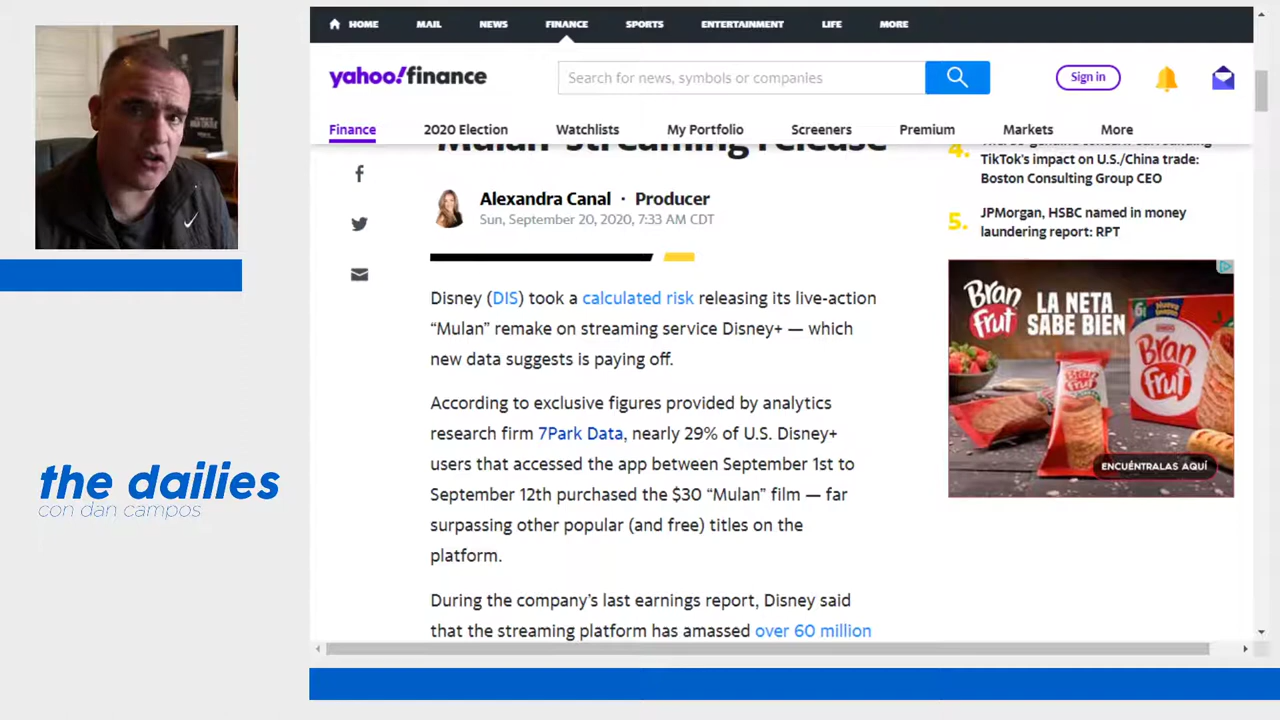 HOME MAIL NEWS FINANCE SPORTS ENTERTAINMENT LIFE MORE
yahoo!finance
Search for news, symbols or companies
Sign in
Finance 2020 Election Watchlists My Portfolio Screeners Premium Markets More
'Mulan' streaming release
Alexandra Canal · Producer
Sun, September 20, 2020, 7:33 AM CDT
Disney (DIS) took a calculated risk releasing its live-action
“Mulan” remake on streaming service Disney+ — which
new data suggests is paying off.
According to exclusive figures provided by analytics
research firm 7Park Data, nearly 29% of U.S. Disney+
users that accessed the app between September 1st to
September 12th purchased the $30 “Mulan” film — far
surpassing other popular (and free) titles on the
platform.
During the company’s last earnings report, Disney said
that the streaming platform has amassed over 60 million
4.
TikTok's impact on U.S./China trade:
Boston Consulting Group CEO
5. JPMorgan, HSBC named in money
laundering report: RPT
Bran
Frut
LA NETA
SABE BIEN
Bran
Frut
ENCUÉNTRALAS AQUÍ
the dailies
con dan campos